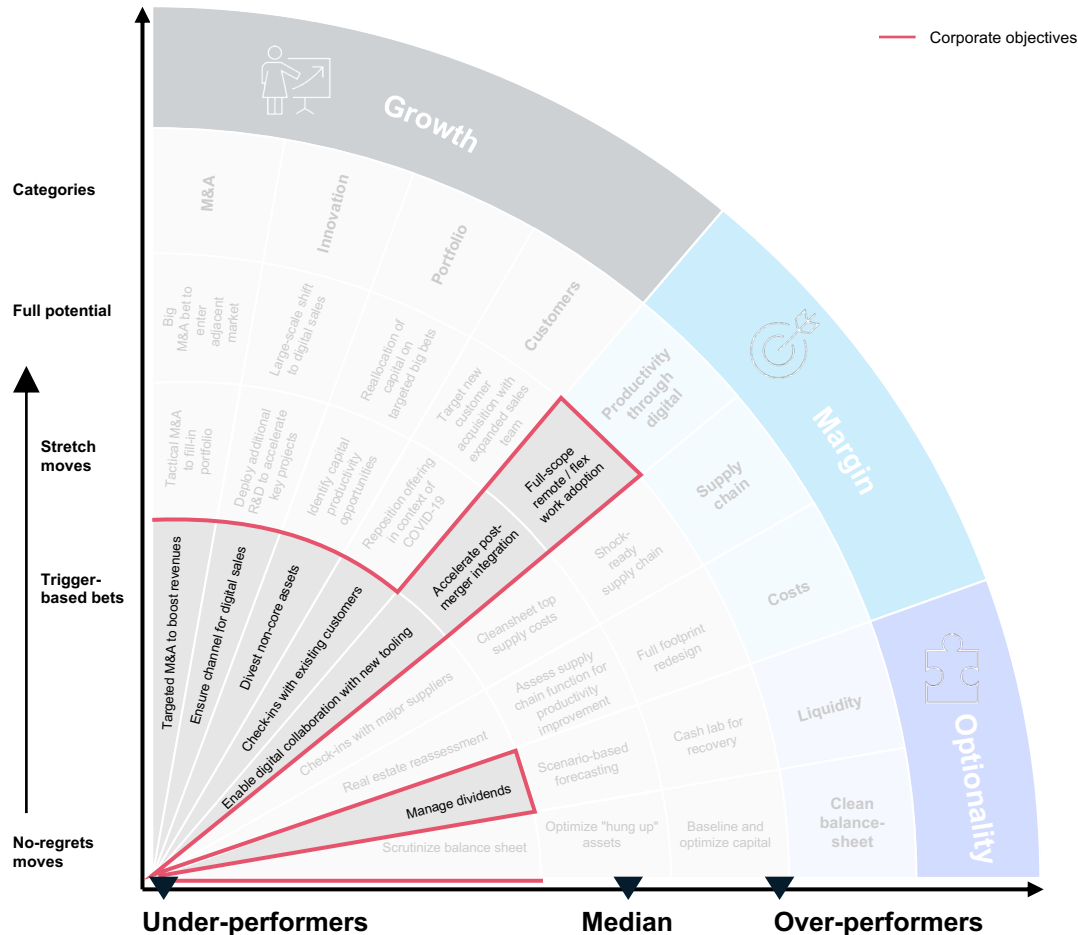 Corporate objectives
Growth
Margin
Optionality
Categories
Full potential
Stretch
moves
Trigger-
based bets
No-regrets
moves
M&A
Innovation
Portfolio
Customers
Productivity
through
digital
Supply
chain
Costs
Liquidity
Clean
balance-
sheet
Big
M&A bet to
enter
adjacent
market
Large-scale shift
to digital sales
Reallocation of
capital on
targeted big bets
Target new
customer
acquisition with
expanded sales
team
Full-scope
remote / flex
work adoption
Shock-
ready
supply chain
Full footprint
redesign
Cash lab for
recovery
Baseline and
optimize capital
Tactical M&A
to fill-in
portfolio
Deploy additional
R&D to accelerate
key projects
Identify capital
productivity
opportunities
Reposition offering
in context of
COVID-19
Accelerate post-
merger integration
Cleansheet top
supply costs
Assess supply
chain function for
productivity
improvement
Scenario-based
forecasting
Optimize "hung up"
assets
Targeted M&A to boost revenues
Ensure channel for digital sales
Divest non-core assets
Check-ins with existing customers
Enable digital collaboration with new tooling
Check-ins with major suppliers
Real estate reassessment
Manage dividends
Scrutinize balance sheet
Under-performers
Median
Over-performers